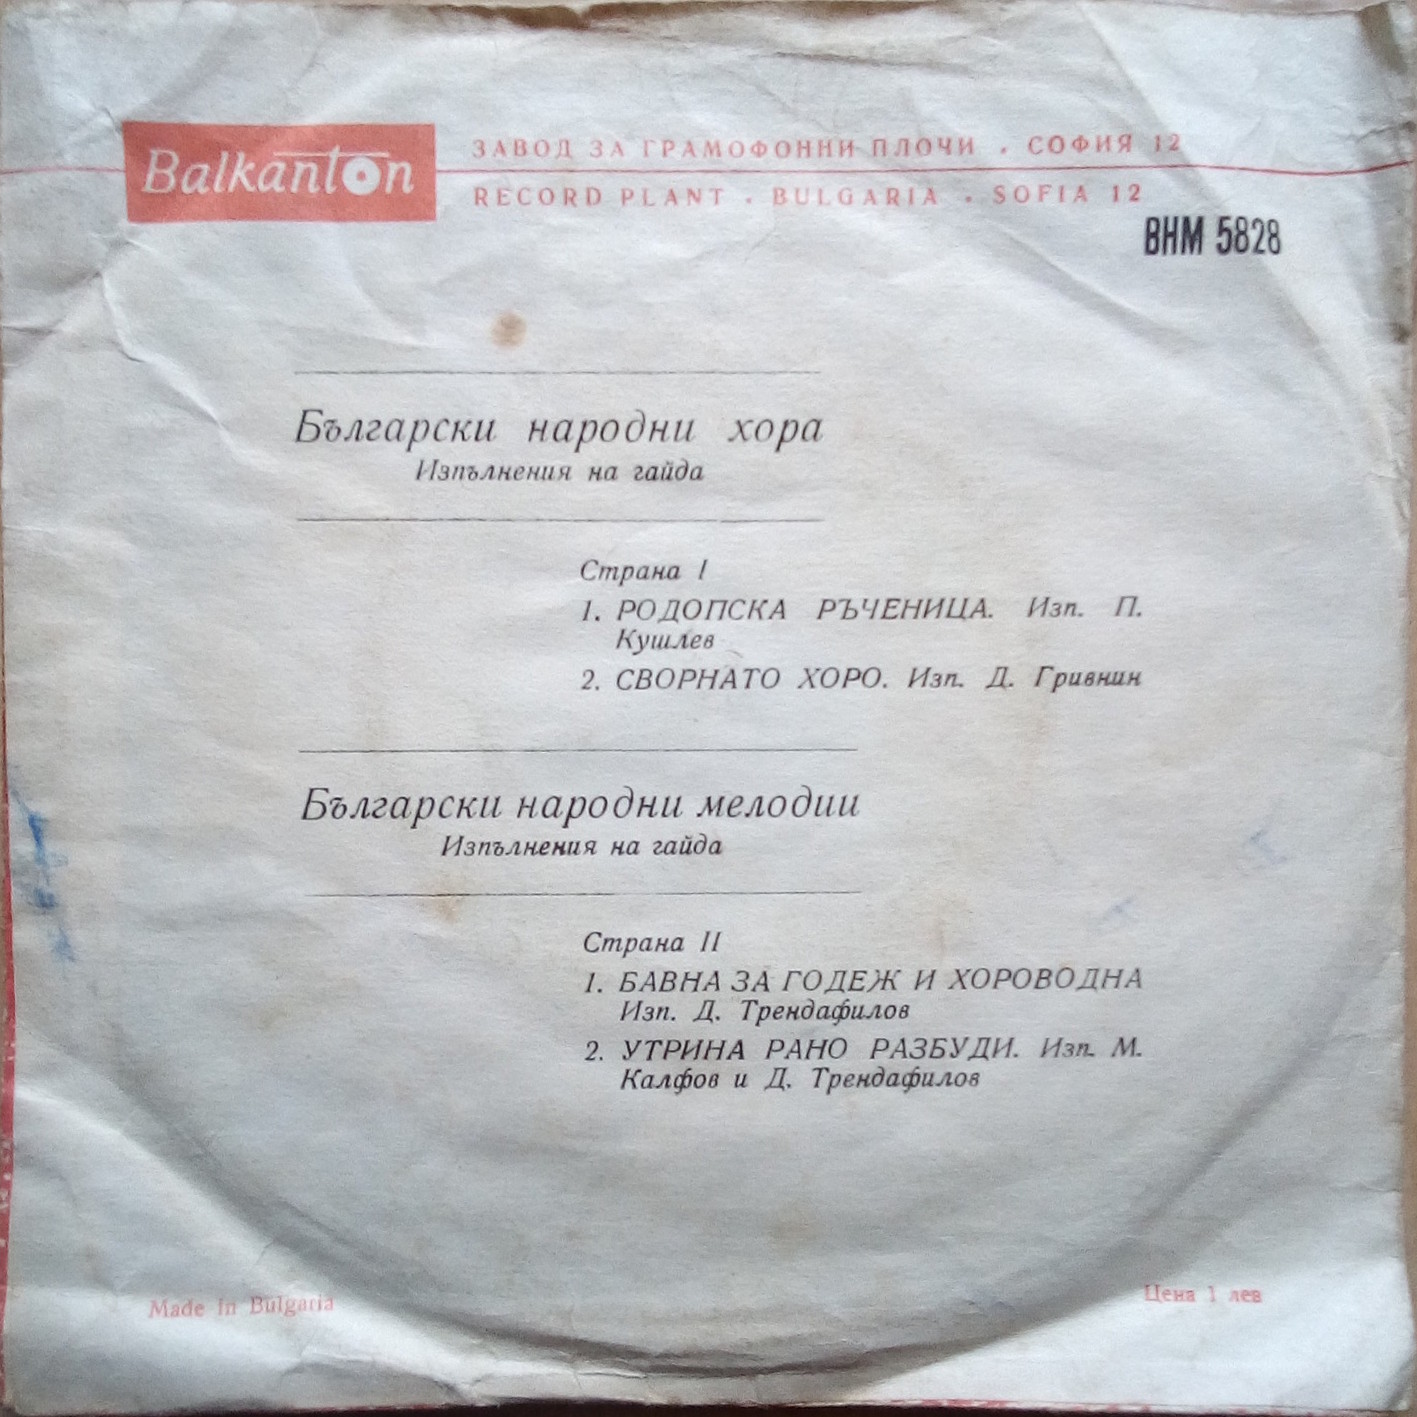 Balkanton
ЗАВОД ЗА ГРАМОФОННИ ПЛОЧИ . СОФИЯ 12
RECORD PLANT . BULGARIA . SOFIA 12
ВНМ 5828
Български народни хора
Изпълнения на гайда
Страна I
1. РОДОПСКА РЪЧЕНИЦА. Изп. П.
Кушлев
2. СВОРНАТО ХОРО. Изп. Д. Гривнин
Български народни мелодии
Изпълнения на гайда
Страна II
1. БАВНА ЗА ГОДЕЖ И ХОРОВОДНА
Изп. Д. Трендафилов
2. УТРИНА РАНО РАЗБУДИ. Изп. М.
Калфов и Д. Трендафилов
Made in Bulgaria
Цена 1 лев